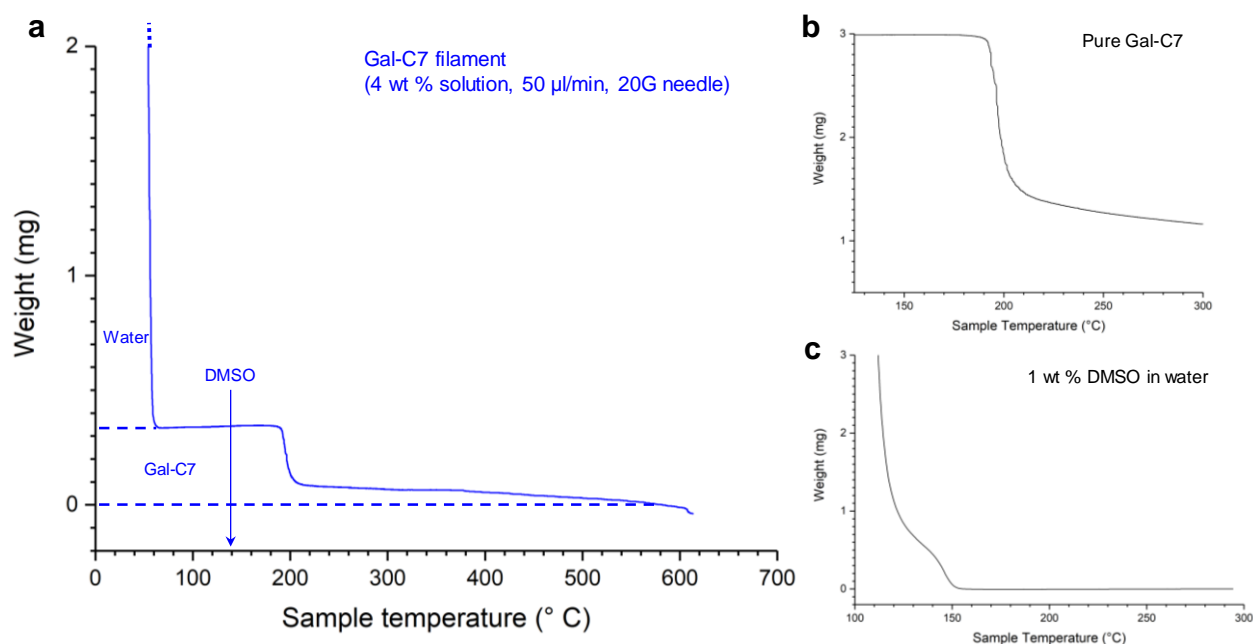 a
Gal-C7 filament
(4 wt % solution, 50 µl/min, 20G needle)
2
1
0
Weight (mg)
Water
DMSO
Gal-C7
0 100 200 300 400 500 600 700
Sample temperature (° C)
b
Pure Gal-C7
3
2
1
Weight (mg)
150 200 250 300
Sample Temperature (°C)
c
1 wt % DMSO in water
3
2
1
0
Weight (mg)
100 150 200 250 300
Sample Temperature (°C)